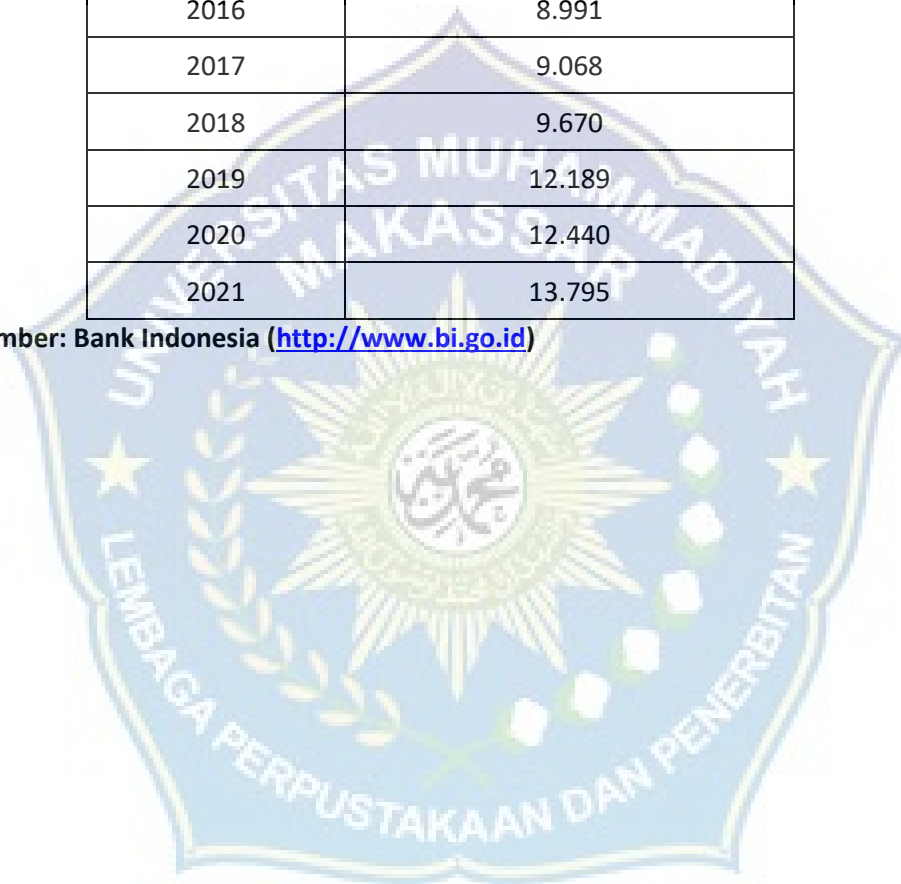 2016 8.991
2017 9.068
2018 9.670
2019 12.189
2020 12.440
2021 13.795
mber: Bank Indonesia (http://www.bi.go.id)
UNIVERSITAS MUHAMMADIYAH
MAKASSAR
LEMBAGA PERPUSTAKAAN DAN PENERBITAN